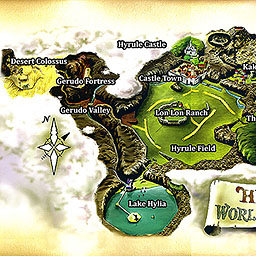 Hyrule Castle
Desert Colossus
Castle Town
Kak
Gerudo Fortress
Gerudo Valley
Lon Lon Ranch
Th
Hyrule Field
Lake Hylia
H
WORL